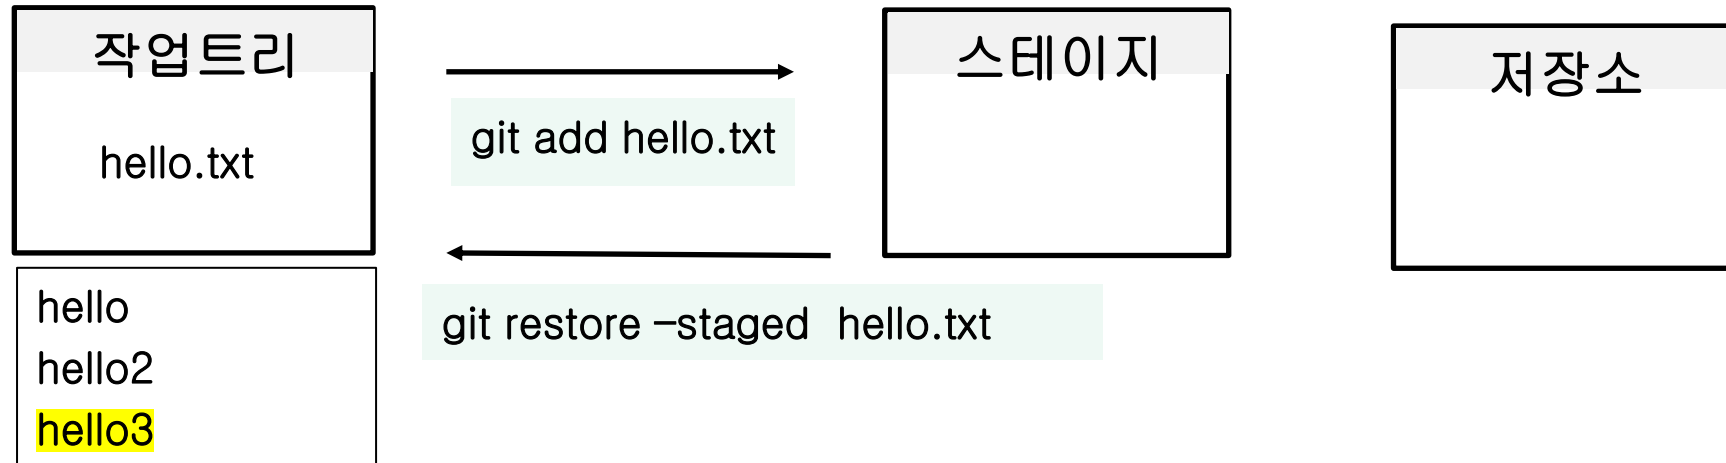 작업트리
hello.txt
hello
hello2
hello3
git add hello.txt
git restore –staged hello.txt
스테이지
저장소